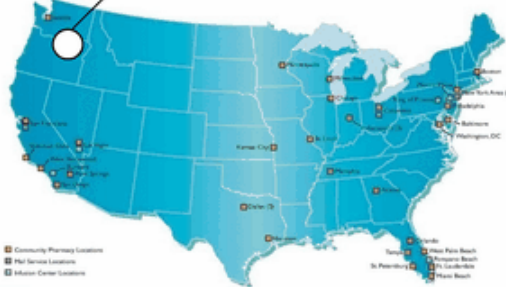 Seattle
Minneapolis
Milwaukee
Chicago
Boston
New York Area
Philadelphia
Baltimore
Washington, DC
San Francisco
Las Vegas
Palm Springs
San Diego
Kansas City
St. Louis
Memphis
Atlanta
Dallas
Houston
Orlando
Tampa
West Palm Beach
Pompano Beach
St. Petersburg
Ft. Lauderdale
Miami Beach
Community Pharmacy Locations
Mail Service Locations
Infusion Center Locations